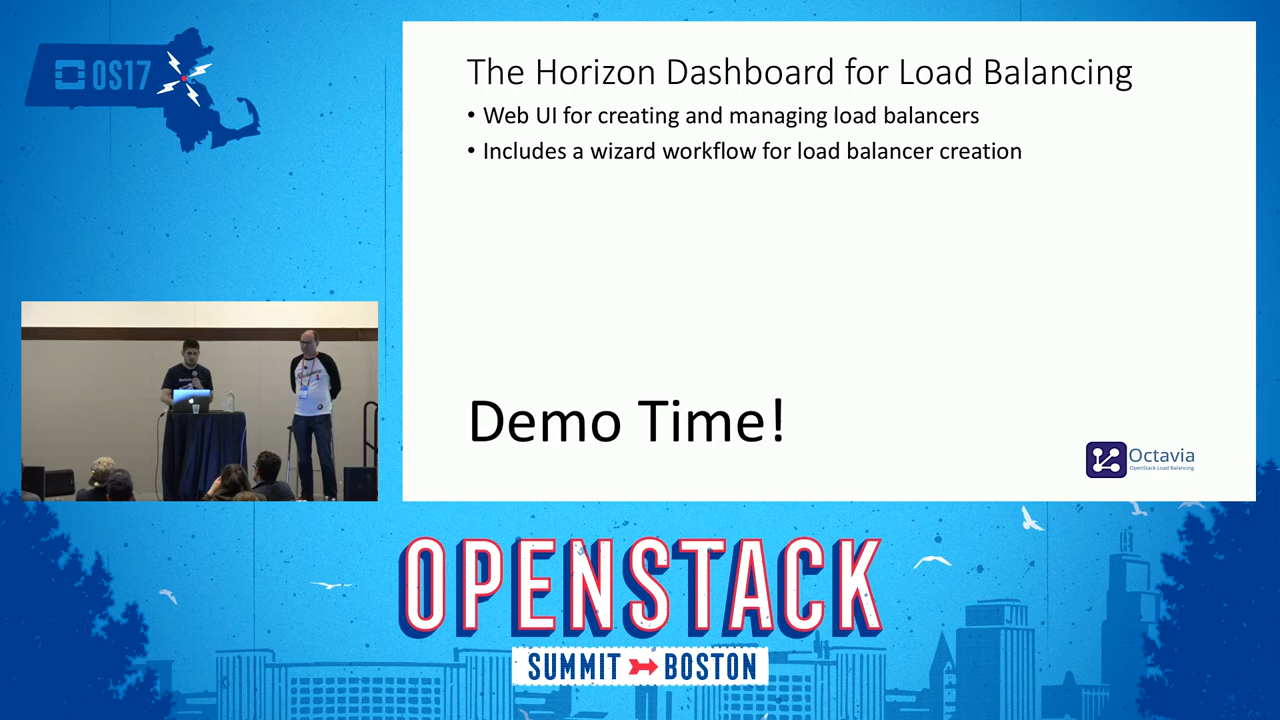 OS17
The Horizon Dashboard for Load Balancing
• Web UI for creating and managing load balancers
• Includes a wizard workflow for load balancer creation
Demo Time!
Octavia
OpenStack Load Balancing
OPENSTACK
SUMMIT BOSTON